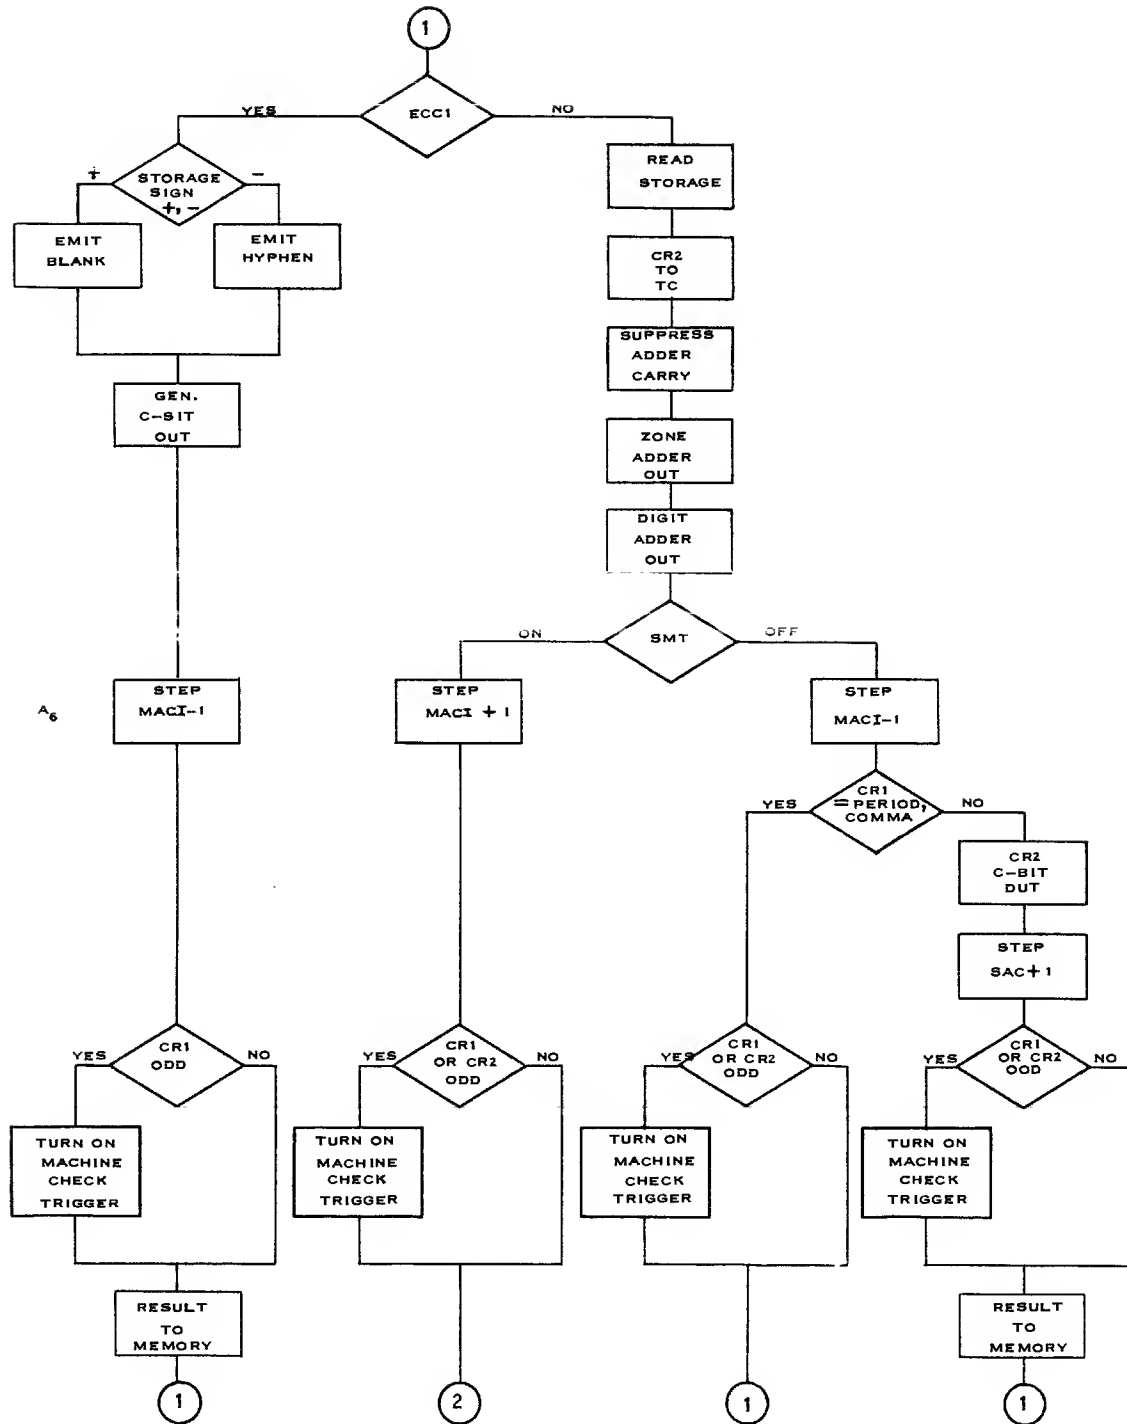 1
ECC1
YES
NO
STORAGE
SIGN
+, -
+
-
EMIT
BLANK
EMIT
HYPHEN
GEN.
C-SIT
OUT
READ
STORAGE
CR2
TO
TC
SUPPRESS
ADDER
CARRY
ZONE
ADDER
OUT
DIGIT
ADDER
OUT
SMT
ON
OFF
A6
STEP
MACI-1
STEP
MACI + 1
STEP
MACI-1
CR1
= PERIOD,
COMMA
YES
NO
CR2
C-BIT
DUT
STEP
SAC+1
YES
CR1
ODD
NO
YES
CR1
OR CR2
ODD
NO
YES
CR1
OR CR2
ODD
NO
YES
CR1
OR CR2
OOD
NO
TURN ON
MACHINE
CHECK
TRIGGER
TURN ON
MACHINE
CHECK
TRIGGER
TURN ON
MACHINE
CHECK
TRIGGER
TURN ON
MACHINE
CHECK
TRIGGER
RESULT
TO
MEMORY
RESULT
TO
MEMORY
1
2
1
1